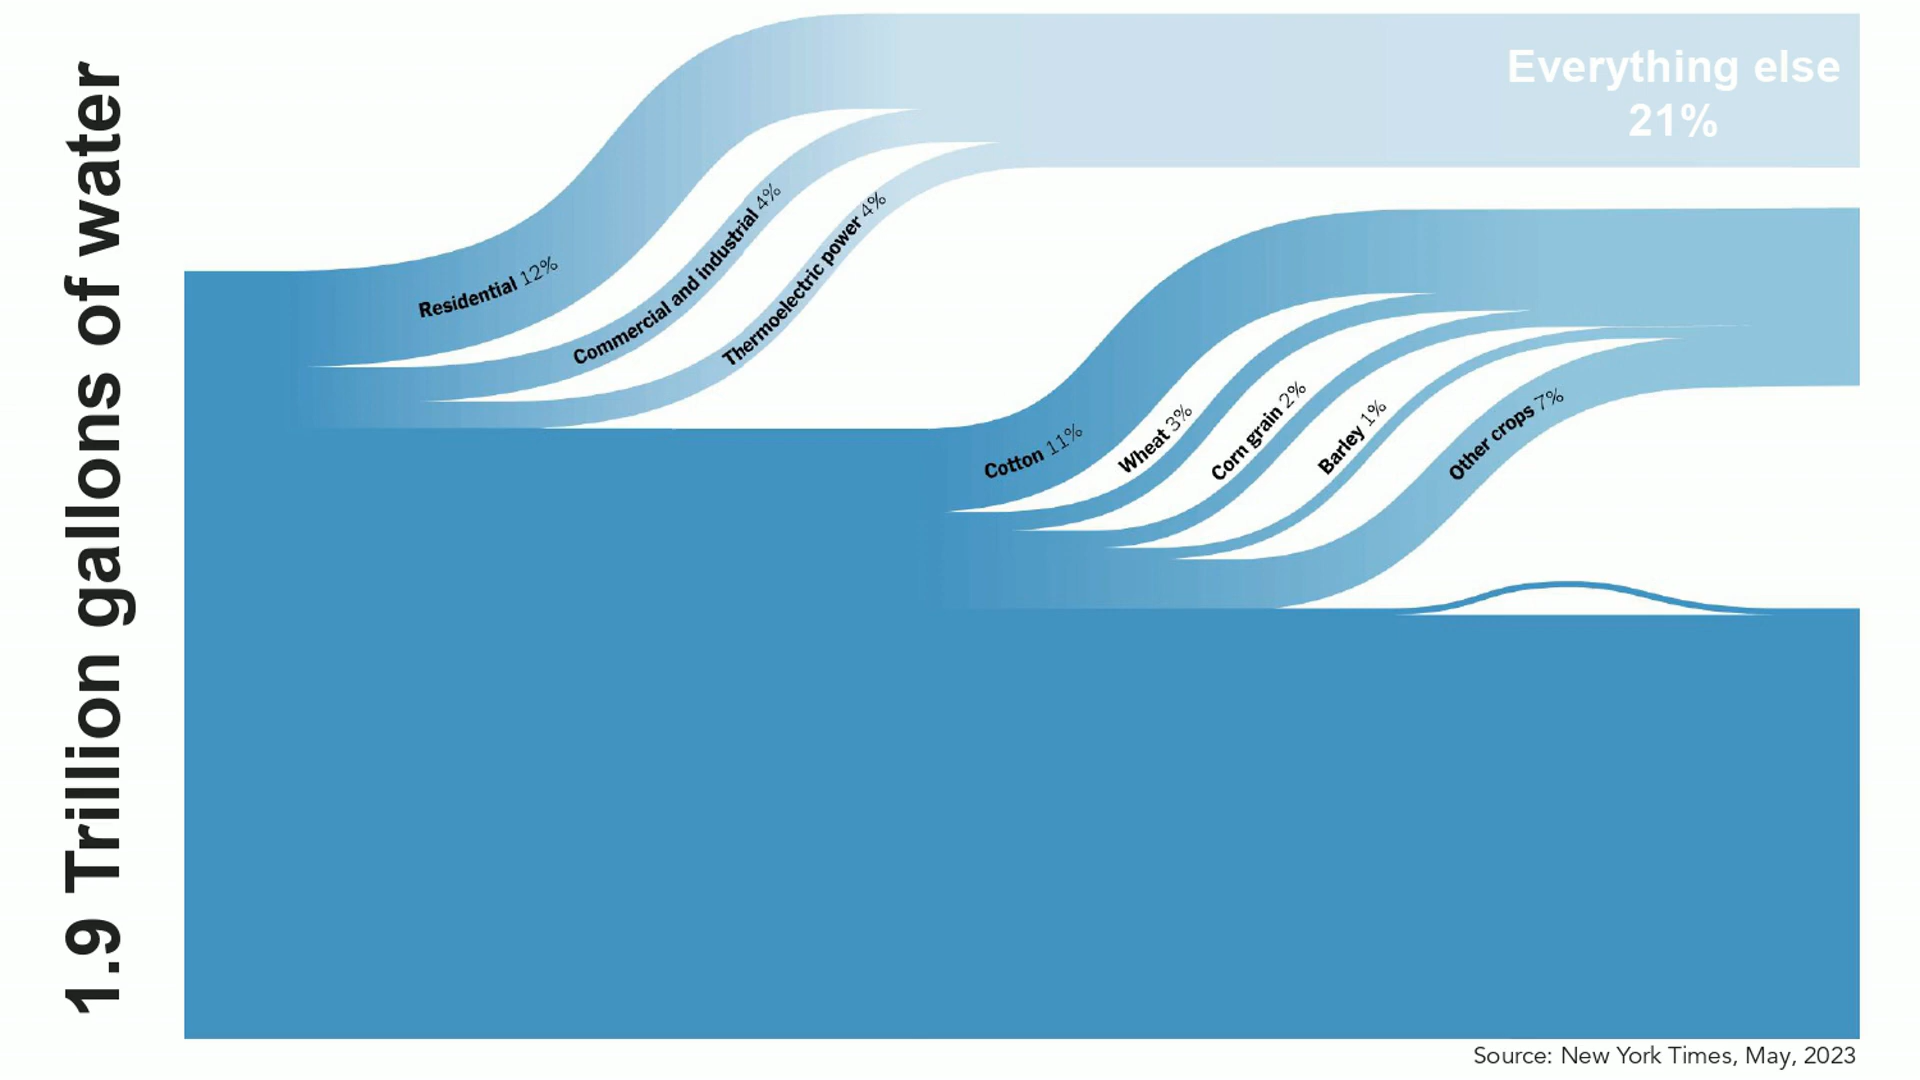 1.9 Trillion gallons of water
Everything else
21%
Residential 12%
Commercial and industrial 4%
Thermoelectric power 4%
Cotton 11%
Wheat 3%
Corn grain 2%
Barley 1%
Other crops 7%
Source: New York Times, May, 2023